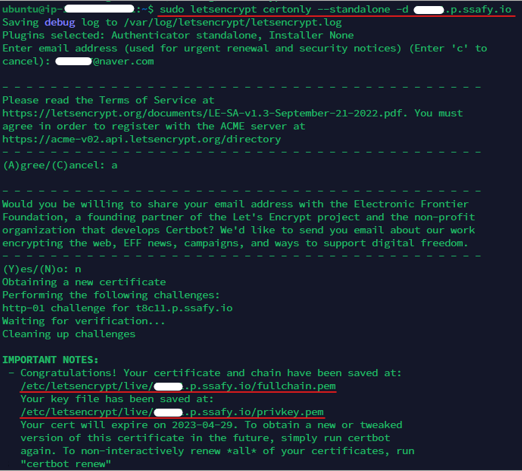 ubuntu@ip-:~$ sudo letsencrypt certonly --standalone -d .p.ssafy.io
Saving debug log to /var/log/letsencrypt/letsencrypt.log
Plugins selected: Authenticator standalone, Installer None
Enter email address (used for urgent renewal and security notices) (Enter 'c' to
cancel): @naver.com
- - - - - - - - - - - - - - - - - - - - - - - - - - - - - - - - - - - - - - - -
Please read the Terms of Service at
https://letsencrypt.org/documents/LE-SA-v1.3-September-21-2022.pdf. You must
agree in order to register with the ACME server at
https://acme-v02.api.letsencrypt.org/directory
- - - - - - - - - - - - - - - - - - - - - - - - - - - - - - - - - - - - - - - -
(A)gree/(C)ancel: a
- - - - - - - - - - - - - - - - - - - - - - - - - - - - - - - - - - - - - - - -
Would you be willing to share your email address with the Electronic Frontier
Foundation, a founding partner of the Let's Encrypt project and the non-profit
organization that develops Certbot? We'd like to send you email about our work
encrypting the web, EFF news, campaigns, and ways to support digital freedom.
- - - - - - - - - - - - - - - - - - - - - - - - - - - - - - - - - - - - - - - -
(Y)es/(N)o: n
Obtaining a new certificate
Performing the following challenges:
http-01 challenge for t8c11.p.ssafy.io
Waiting for verification...
Cleaning up challenges
IMPORTANT NOTES:
- Congratulations! Your certificate and chain have been saved at:
/etc/letsencrypt/live/.p.ssafy.io/fullchain.pem
Your key file has been saved at:
/etc/letsencrypt/live/.p.ssafy.io/privkey.pem
Your cert will expire on 2023-04-29. To obtain a new or tweaked
version of this certificate in the future, simply run certbot
again. To non-interactively renew *all* of your certificates, run
"certbot renew"